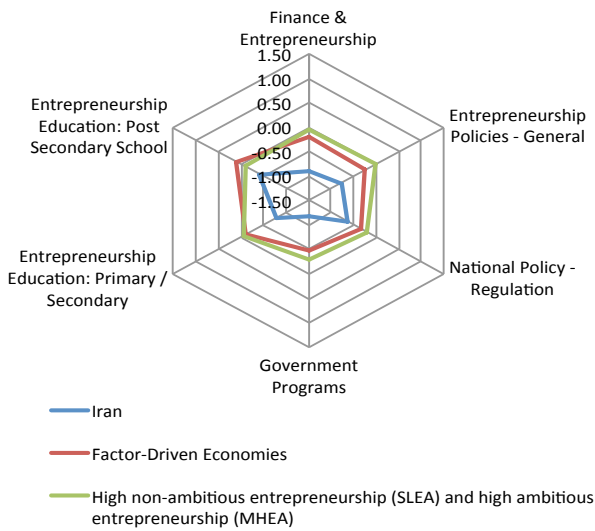 Finance &
Entrepreneurship
1.50
1.00
0.50
0.00
-0.50
-1.00
-1.50
Entrepreneurship
Policies - General
National Policy -
Regulation
Government
Programs
Entrepreneurship
Education: Primary /
Secondary
Entrepreneurship
Education: Post
Secondary School
Iran
Factor-Driven Economies
High non-ambitious entrepreneurship (SLEA) and high ambitious
entrepreneurship (MHEA)